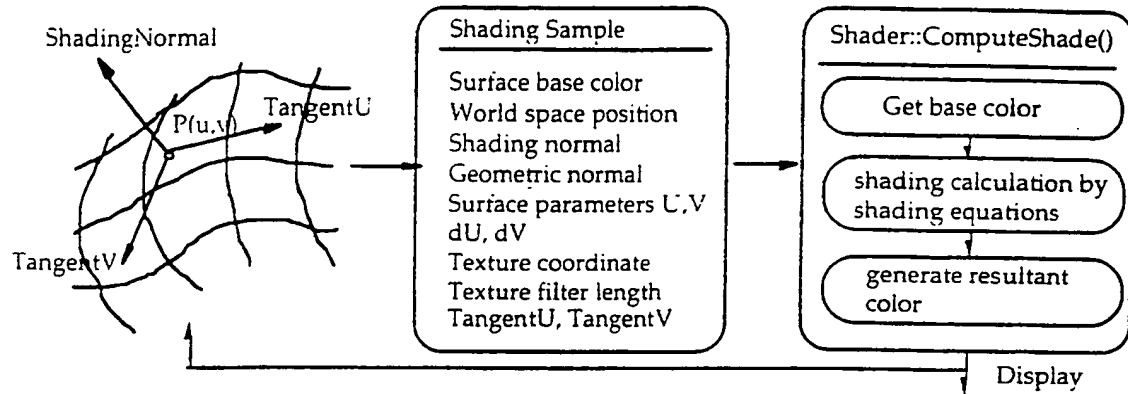 ShadingNormal
P(u,v)
TangentU
TangentV
Shading Sample
Surface base color
World space position
Shading normal
Geometric normal
Surface parameters U,V
dU, dV
Texture coordinate
Texture filter length
TangentU, TangentV
Shader::ComputeShade()
Get base color
shading calculation by
shading equations
generate resultant
color
Display